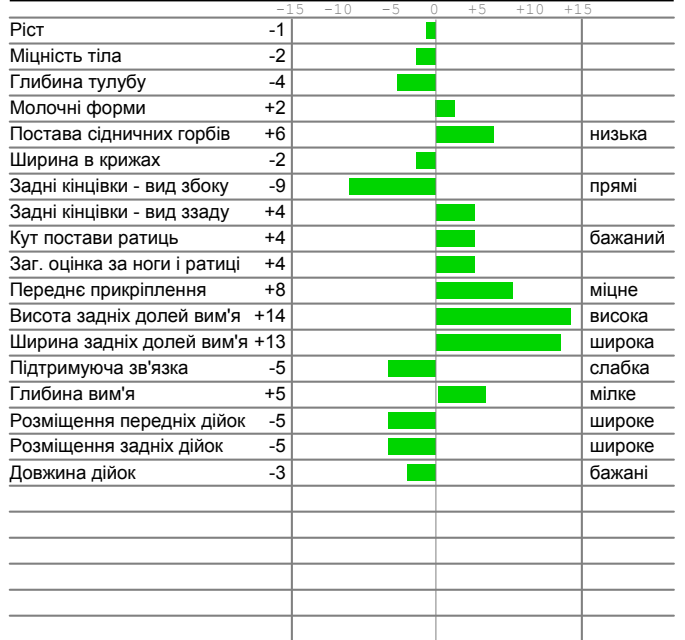 -15 -10 -5 0 +5 +10 +15
Ріст -1
Міцність тіла -2
Глибина тулубу -4
Молочні форми +2
Постава сідничних горбів +6 низька
Ширина в крижах -2
Задні кінцівки - вид збоку -9 прямі
Задні кінцівки - вид ззаду +4
Кут постави ратиць +4 бажаний
Заг. оцінка за ноги і ратиці +4
Переднє прикріплення +8 міцне
Висота задніх долей вим'я +14 висока
Ширина задніх долей вим'я +13 широка
Підтримуюча зв'язка -5 слабка
Глибина вим'я +5 мілке
Розміщення передніх дійок -5 широке
Розміщення задніх дійок -5 широке
Довжина дійок -3 бажані